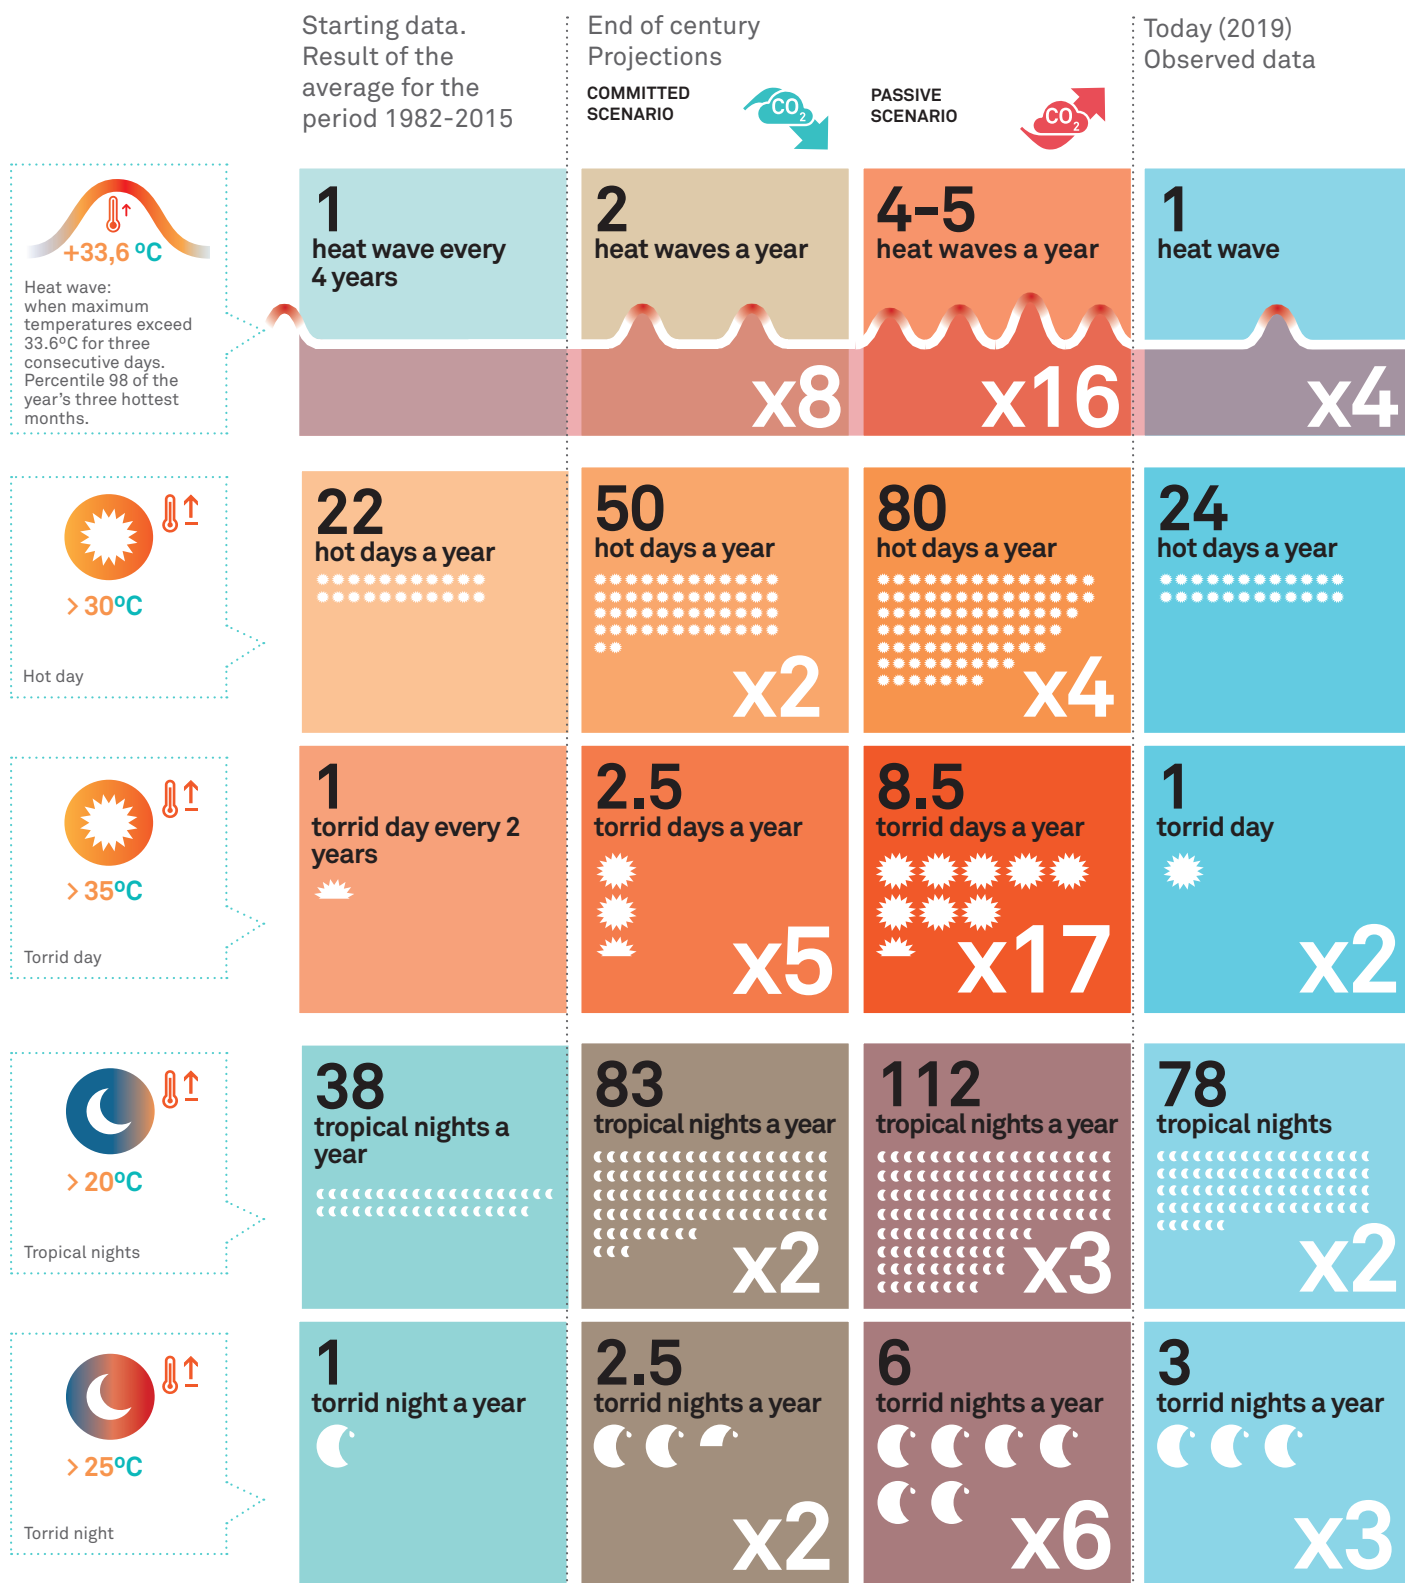 Starting data.
Result of the
average for the
period 1982-2015
End of century
Projections
COMMITTED
SCENARIO
CO2
PASSIVE
SCENARIO
CO2
Today (2019)
Observed data
+33,6 ºC
Heat wave:
when maximum
temperatures exceed
33.6ºC for three
consecutive days.
Percentile 98 of the
year's three hottest
months.
1
heat wave every
4 years
2
heat waves a year
x8
4-5
heat waves a year
x16
1
heat wave
x4
> 30ºC
Hot day
22
hot days a year
50
hot days a year
x2
80
hot days a year
x4
24
hot days a year
> 35ºC
Torrid day
1
torrid day every 2
years
2.5
torrid days a year
x5
8.5
torrid days a year
x17
1
torrid day
x2
> 20ºC
Tropical nights
38
tropical nights a
year
83
tropical nights a year
x2
112
tropical nights a year
x3
78
tropical nights
x2
> 25ºC
Torrid night
1
torrid night a year
2.5
torrid nights a year
x2
6
torrid nights a year
x6
3
torrid nights a year
x3